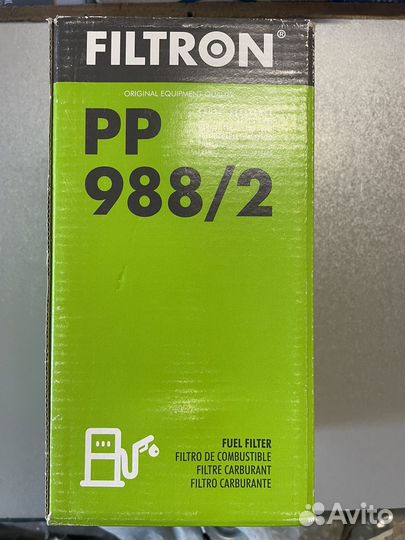 FILTRON®
ORIGINAL EQUIPMENT QUALITY
PP
988/2
FUEL FILTER
FILTRO DE COMBUSTIBLE
FILTRE CARBURANT
FILTRO CARBURANTE
Avito